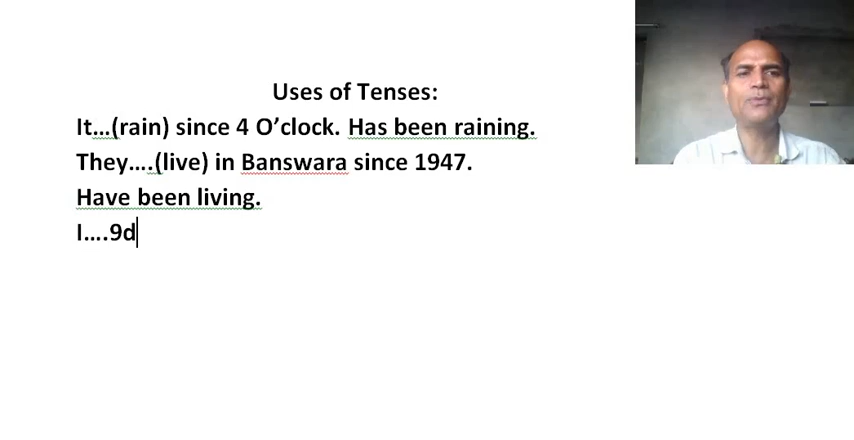 Uses of Tenses:
It...(rain) since 4 O’clock. Has been raining.
They....(live) in Banswara since 1947.
Have been living.
I....9d